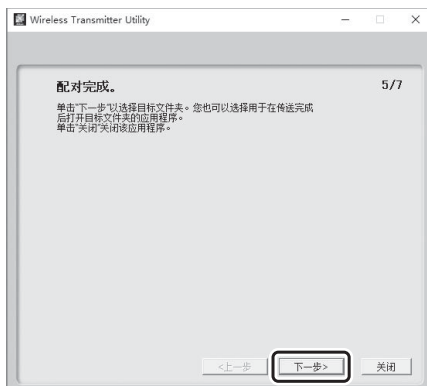 Wireless Transmitter Utility
配对完成。
5/7
单击“下一步”以选择目标文件夹。您也可以选择用于在传送完成
后打开目标文件夹的应用程序。
单击“关闭”关闭该应用程序。
<上一步
下一步>
关闭